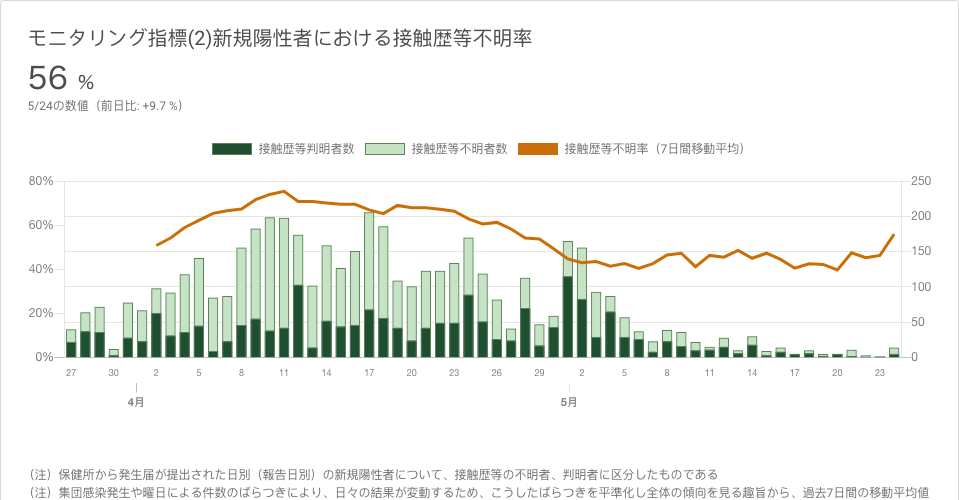 モニタリング指標(2)新規陽性者における接触歴等不明率
56 %
5/24の数値（前日比: +9.7 %）
接触歴等判明者数 接触歴等不明者数 接触歴等不明率（7日間移動平均）
80% 250
200
60%
150
40%
100
20%
50
0% 0
27 30 2 5 8 11 14 17 20 23 26 29 2 5 8 11 14 17 20 23
4月 5月
（注）保健所から発生届が提出された日別（報告日別）の新規陽性者について、接触歴等の不明者、判明者に区分したものである
（注）集団感染発生や曜日による件数のばらつきにより、日々の結果が変動するため、こうしたばらつきを平準化し全体の傾向を見る趣旨から、過去7日間の移動平均値